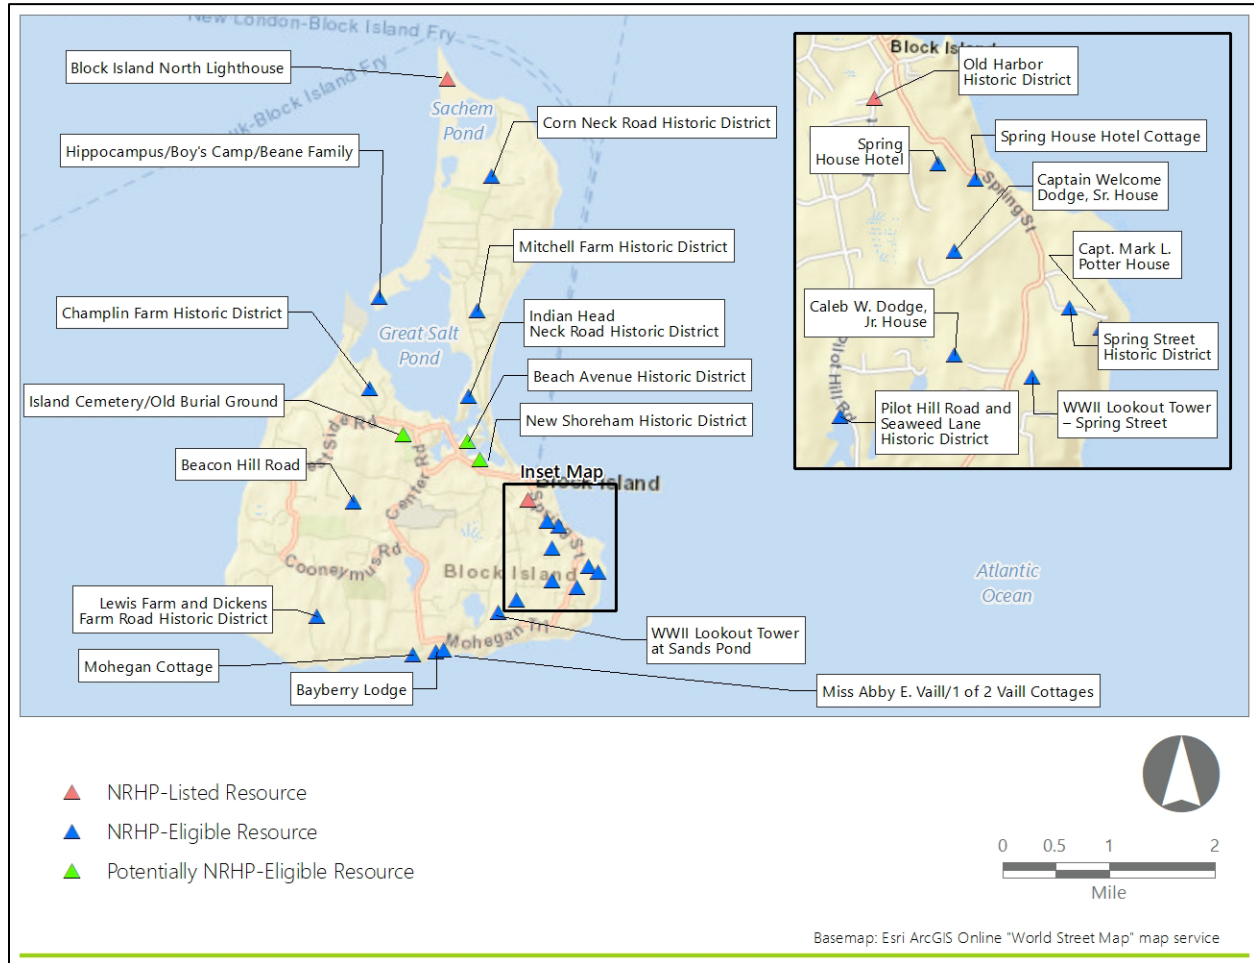 New London-Block Island Fry
Block Island Fry
Block Island North Lighthouse
Sachem
Pond
Corn Neck Road Historic District
Hippocampus/Boy's Camp/Beane Family
Mitchell Farm Historic District
Champlin Farm Historic District
Great Salt
Pond
Indian Head
Neck Road Historic District
Beach Avenue Historic District
Island Cemetery/Old Burial Ground
New Shoreham Historic District
Side Rd
Beacon Hill Road
Center Rd
Inset Map
Block Island
Spring St
Cooneymus Rd
Block Island
Atlantic
Ocean
Lewis Farm and Dickens
Farm Road Historic District
Mohegan Trl
WWII Lookout Tower
at Sands Pond
Mohegan Cottage
Bayberry Lodge
Miss Abby E. Vaill/1 of 2 Vaill Cottages
Block
Old Harbor
Historic District
Spring
House Hotel
Spring House Hotel Cottage
Spring St
Captain Welcome
Dodge, Sr. House
Capt. Mark L.
Potter House
Caleb W. Dodge,
Jr. House
Spring Street
Historic District
Hill Rd
Pilot Hill Road and
Seaweed Lane
Historic District
WWII Lookout Tower
– Spring Street
NRHP-Listed Resource
NRHP-Eligible Resource
Potentially NRHP-Eligible Resource
0 0.5 1 2
Mile
Basemap: Esri ArcGIS Online "World Street Map" map service